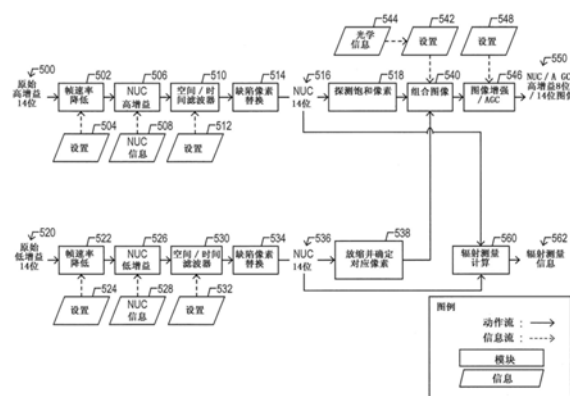 500
原始
高增益
14位
502
帧速率
降低
504
设置
506
NUC
高增益
508
NUC
信息
510
空间/时
间滤波器
512
设置
514
缺陷像素
替换
516
NUC
14位
518
探测饱和像素
544
光学
信息
542
设置
540
组合图像
548
设置
546
图像增强
/AGC
550
NUC/A GC
高增益8位
/14位图像
520
原始
低增益
14位
522
帧速率
降低
524
设置
526
NUC
低增益
528
NUC
信息
530
空间/时
间滤波器
532
设置
534
缺陷像素
替换
536
NUC
14位
538
放缩并确定
对应像素
560
辐射测量
计算
562
辐射测量
信息
图例
动作流:
信息流:
模块
信息